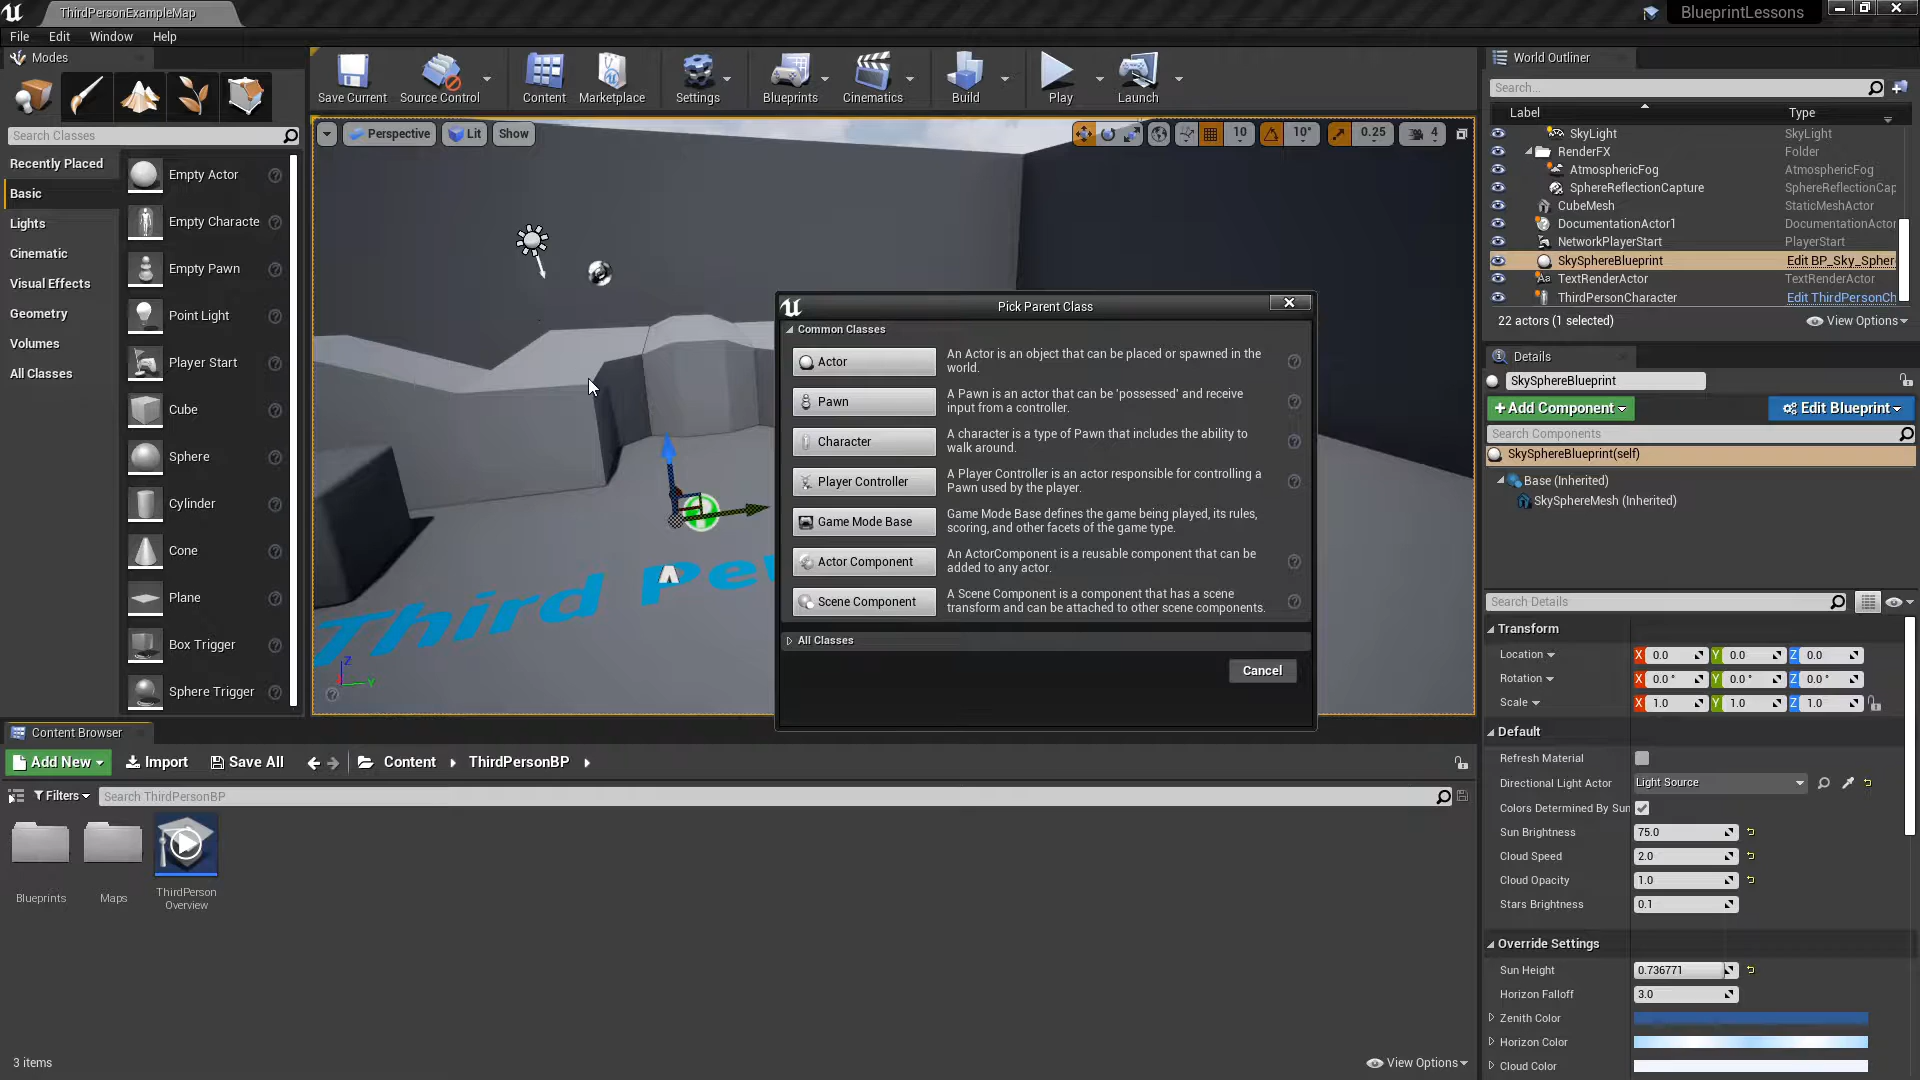 ThirdPersonExampleMap
BlueprintLessons
File Edit Window Help
Modes
Save Current
Source Control
Content
Marketplace
Settings
Blueprints
Cinematics
Build
Play
Launch
Search Classes
Recently Placed
Basic
Lights
Cinematic
Visual Effects
Geometry
Volumes
All Classes
Empty Actor
Empty Characte
Empty Pawn
Point Light
Player Start
Cube
Sphere
Cylinder
Cone
Plane
Box Trigger
Sphere Trigger
Perspective
Lit
Show
10
10°
0.25
4
Third Pe
Z
Y
Pick Parent Class
Common Classes
Actor
An Actor is an object that can be placed or spawned in the
world.
Pawn
A Pawn is an actor that can be 'possessed' and receive
input from a controller.
Character
A character is a type of Pawn that includes the ability to
walk around.
Player Controller
A Player Controller is an actor responsible for controlling a
Pawn used by the player.
Game Mode Base
Game Mode Base defines the game being played, its rules,
scoring, and other facets of the game type.
Actor Component
An ActorComponent is a reusable component that can be
added to any actor.
Scene Component
A Scene Component is a component that has a scene
transform and can be attached to other scene components.
All Classes
Cancel
World Outliner
Search...
Label Type
SkyLight SkyLight
RenderFX Folder
AtmosphericFog AtmosphericFog
SphereReflectionCapture SphereReflectionCap
CubeMesh StaticMeshActor
DocumentationActor1 DocumentationActor
NetworkPlayerStart PlayerStart
SkySphereBlueprint Edit BP_Sky_Spher
TextRenderActor TextRenderActor
ThirdPersonCharacter Edit ThirdPersonCh
22 actors (1 selected)
View Options
Details
SkySphereBlueprint
+Add Component
Edit Blueprint
Search Components
SkySphereBlueprint(self)
Base (Inherited)
SkySphereMesh (Inherited)
Search Details
Transform
Location X 0.0 Y 0.0 Z 0.0
Rotation X 0.0 ° Y 0.0 ° Z 0.0 °
Scale X 1.0 Y 1.0 Z 1.0
Default
Refresh Material
Directional Light Actor Light Source
Colors Determined By Sun
Sun Brightness 75.0
Cloud Speed 2.0
Cloud Opacity 1.0
Stars Brightness 0.1
Override Settings
Sun Height 0.736771
Horizon Falloff 3.0
Zenith Color
Horizon Color
Cloud Color
Content Browser
Add New
Import
Save All
Content
ThirdPersonBP
Filters
Search ThirdPersonBP
Blueprints
Maps
ThirdPerson
Overview
3 items
View Options